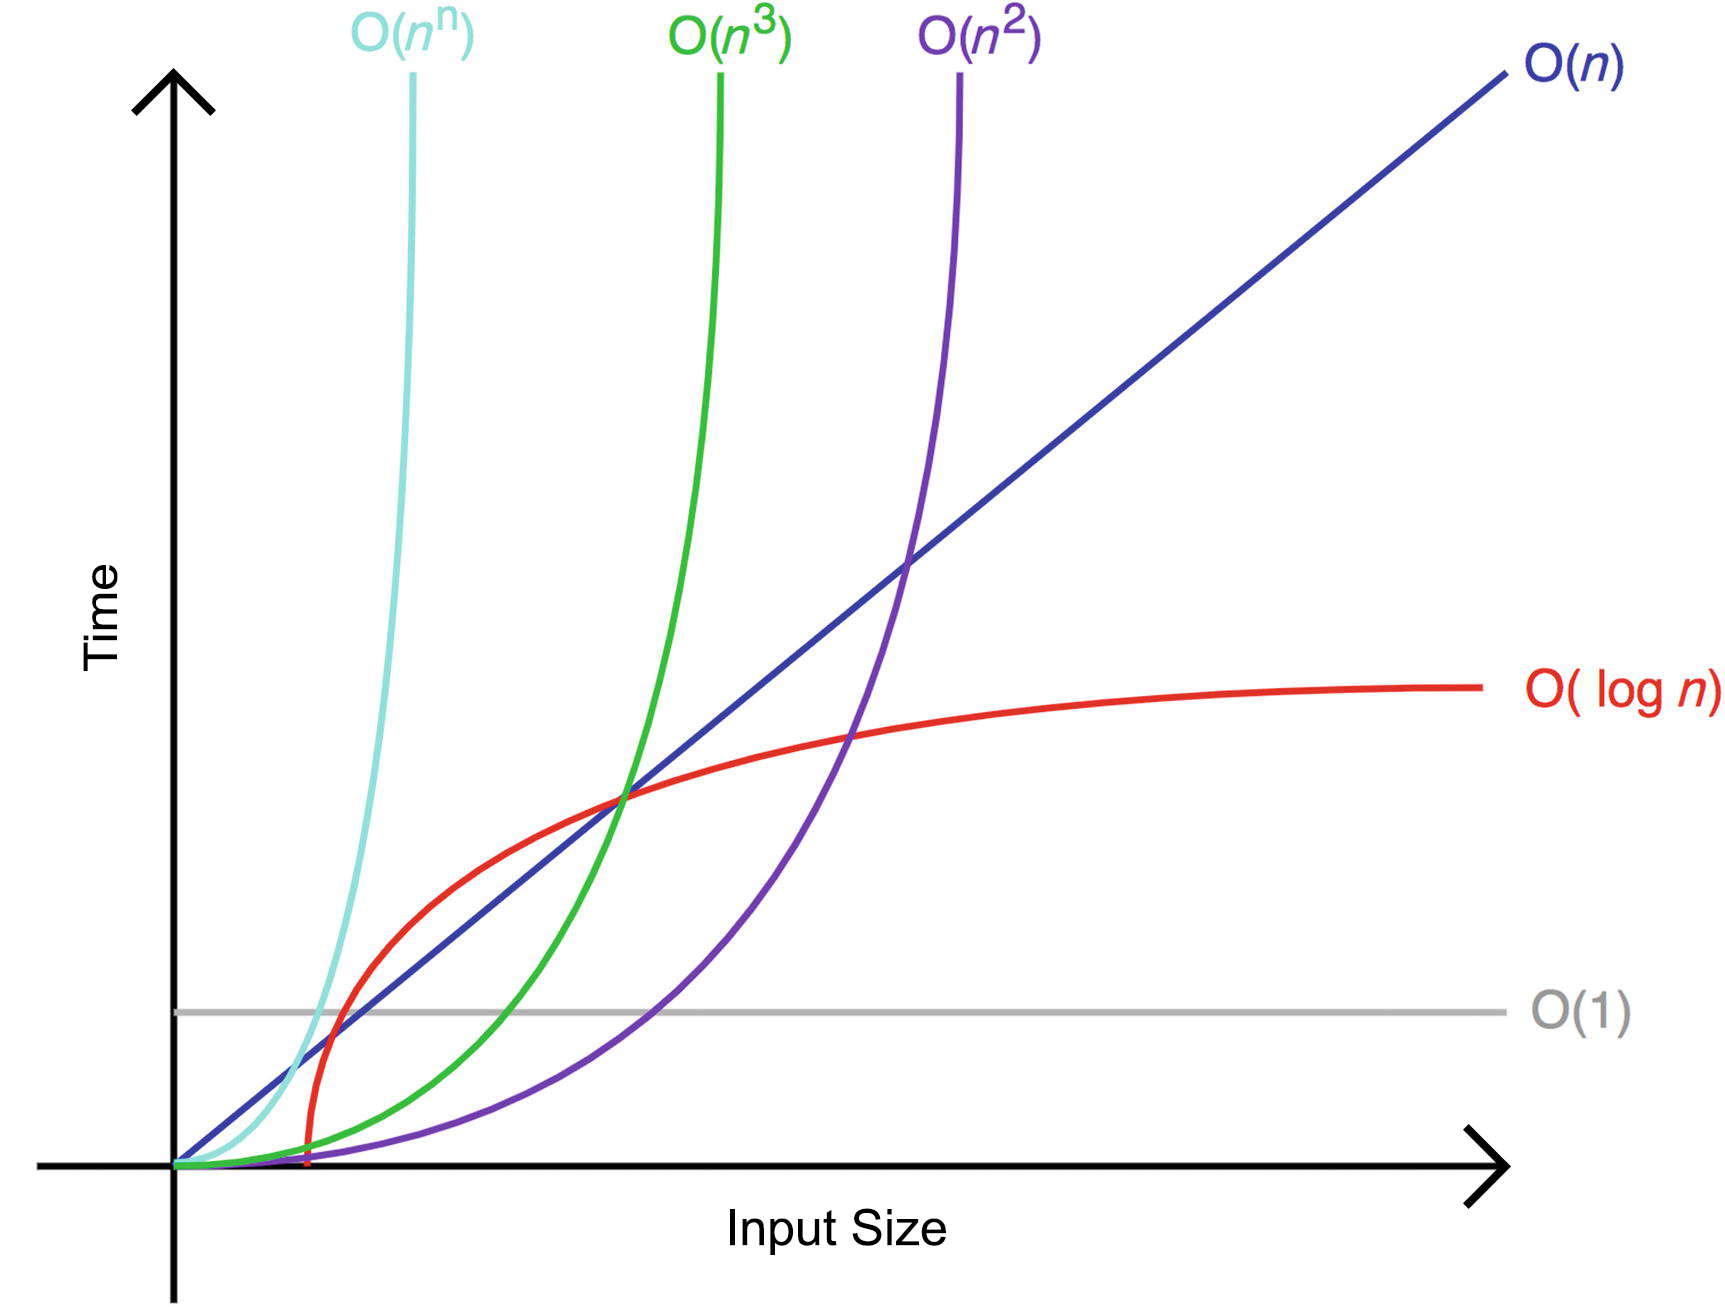 O(nⁿ)
O(n³)
O(n²)
O(n)
Time
O( log n)
O(1)
Input Size